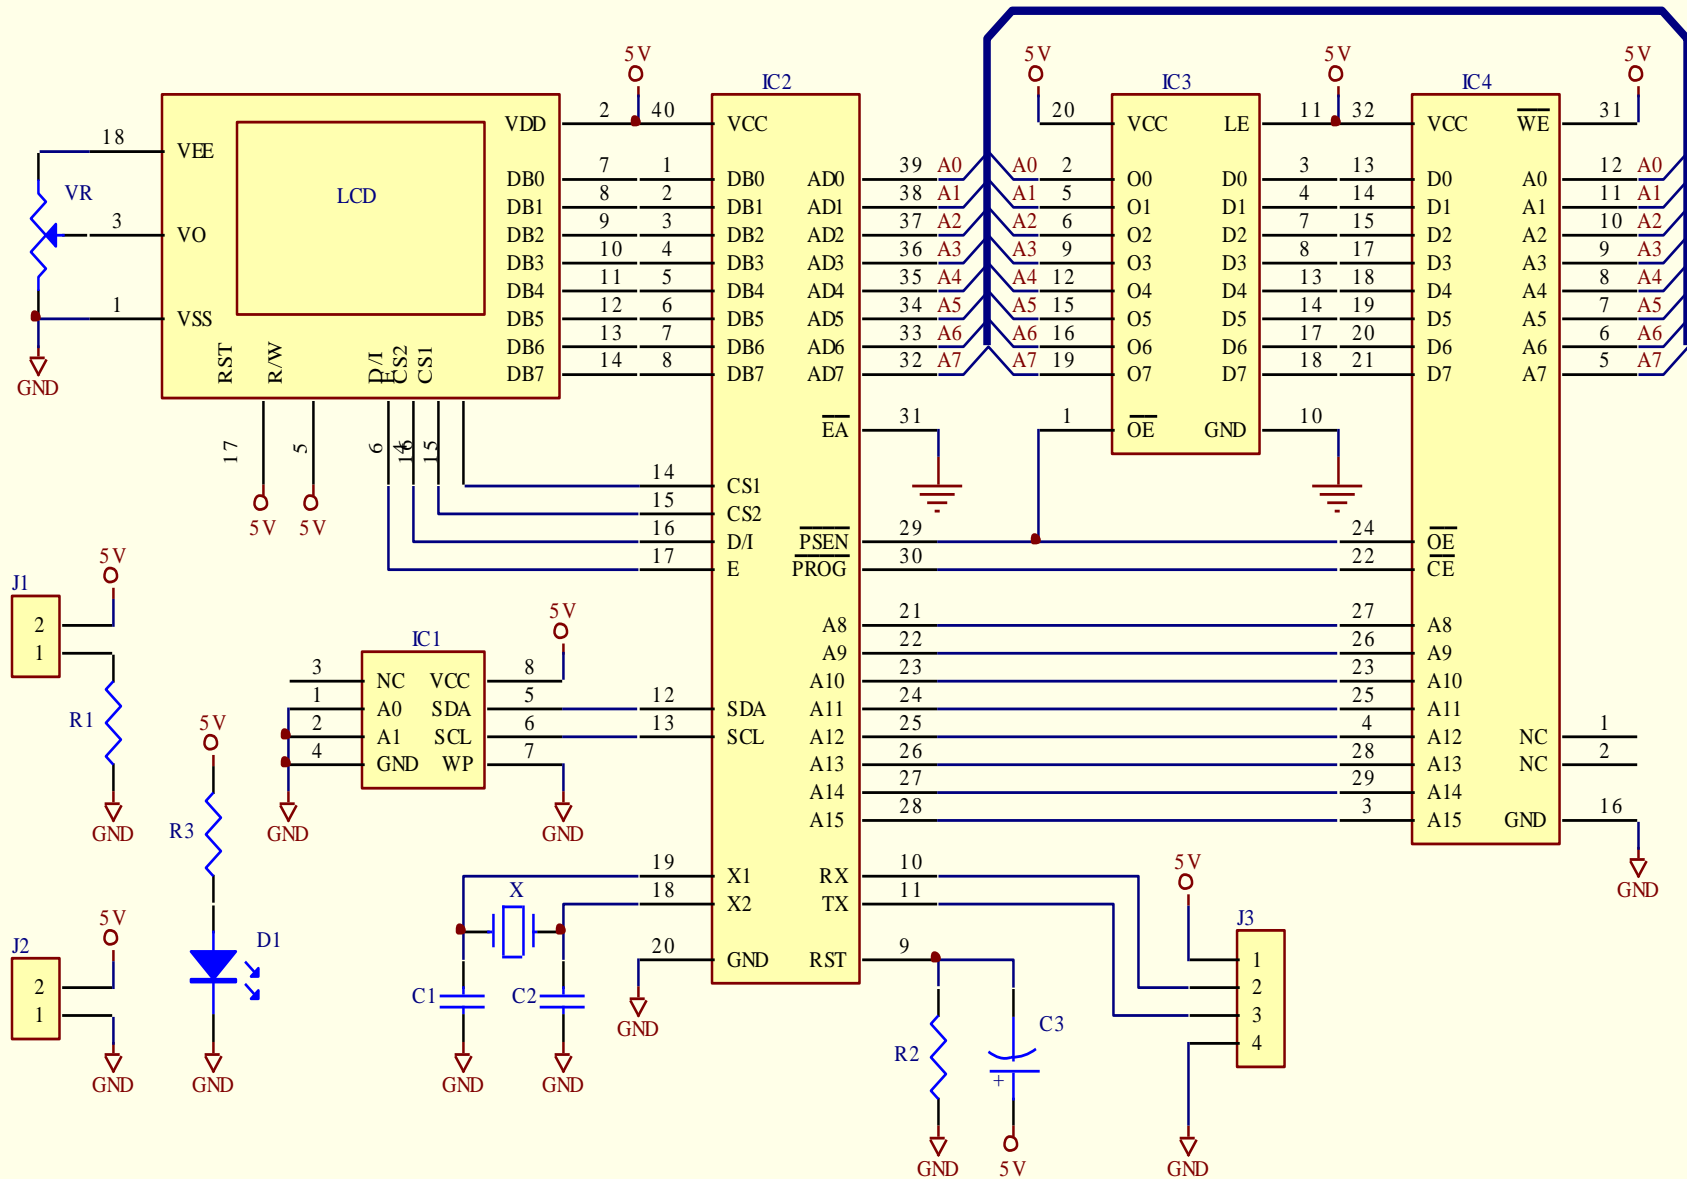 5V
5V
5V
5V
IC2
IC3
IC4
VDD 2 40 VCC
20 VCC LE 11 32 VCC WE 31
18 VEE
VR
LCD
3 VO
1 VSS
GND
DB0 7 1 DB0 AD0 39 A0 A0 2 O0 D0 3 13 D0 A0 12 A0
DB1 8 2 DB1 AD1 38 A1 A1 5 O1 D1 4 14 D1 A1 11 A1
DB2 9 3 DB2 AD2 37 A2 A2 6 O2 D2 7 15 D2 A2 10 A2
DB3 10 4 DB3 AD3 36 A3 A3 9 O3 D3 8 17 D3 A3 9 A3
DB4 11 5 DB4 AD4 35 A4 A4 12 O4 D4 13 18 D4 A4 8 A4
DB5 12 6 DB5 AD5 34 A5 A5 15 O5 D5 14 19 D5 A5 7 A5
DB6 13 7 DB6 AD6 33 A6 A6 16 O6 D6 17 20 D6 A6 6 A6
DB7 14 8 DB7 AD7 32 A7 A7 19 O7 D7 18 21 D7 A7 5 A7
RST R/W D/I E CS2 CS1
17 5 6 14 16 15
5V 5V
EA 31 1 OE GND 10
14 CS1
15 CS2
16 D/I PSEN 29 24 OE
17 E PROG 30 22 CE
J1
5V
2
1
R1
GND
IC1
5V
3 NC VCC 8
1 A0 SDA 5 12 SDA
2 A1 SCL 6 13 SCL
4 GND WP 7
GND
GND
A8 21 27 A8
A9 22 26 A9
A10 23 23 A10
A11 24 25 A11
A12 25 4 A12 NC 1
A13 26 28 A13 NC 2
A14 27 29 A14
A15 28 3 A15 GND 16
GND
5V
R3
D1
GND
J2
5V
2
1
GND
19 X1 RX 10
18 X2 TX 11
20 GND RST 9
X
C1
C2
GND
GND
GND
R2
C3
+
GND
5V
5V
J3
1
2
3
4
GND